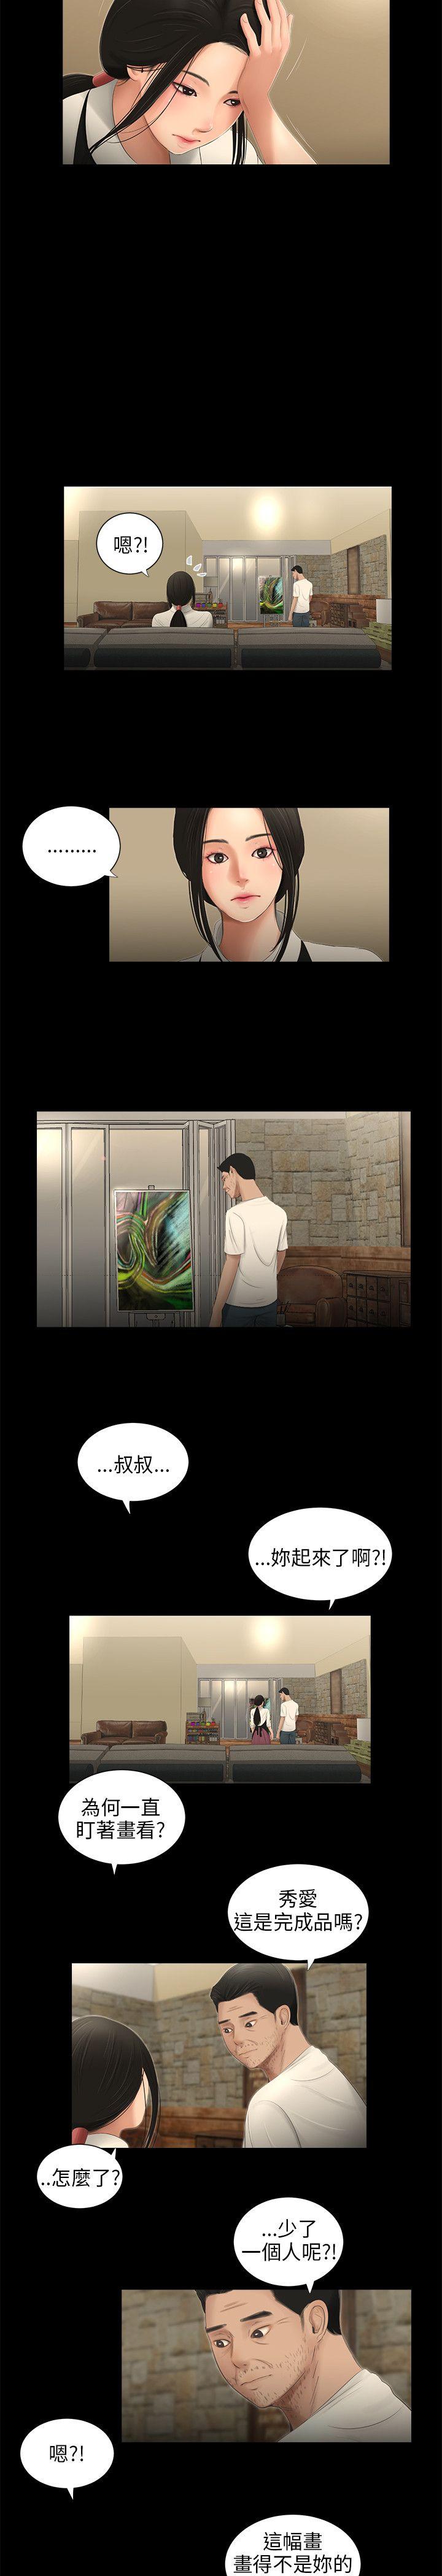 嗯?!
………
…叔叔…
…妳起來了啊?!
為何一直
盯著畫看?
秀愛
這是完成品嗎?
..怎麼了?
…少了
一個人呢?!
嗯?!
這幅畫
畫得不是妳的